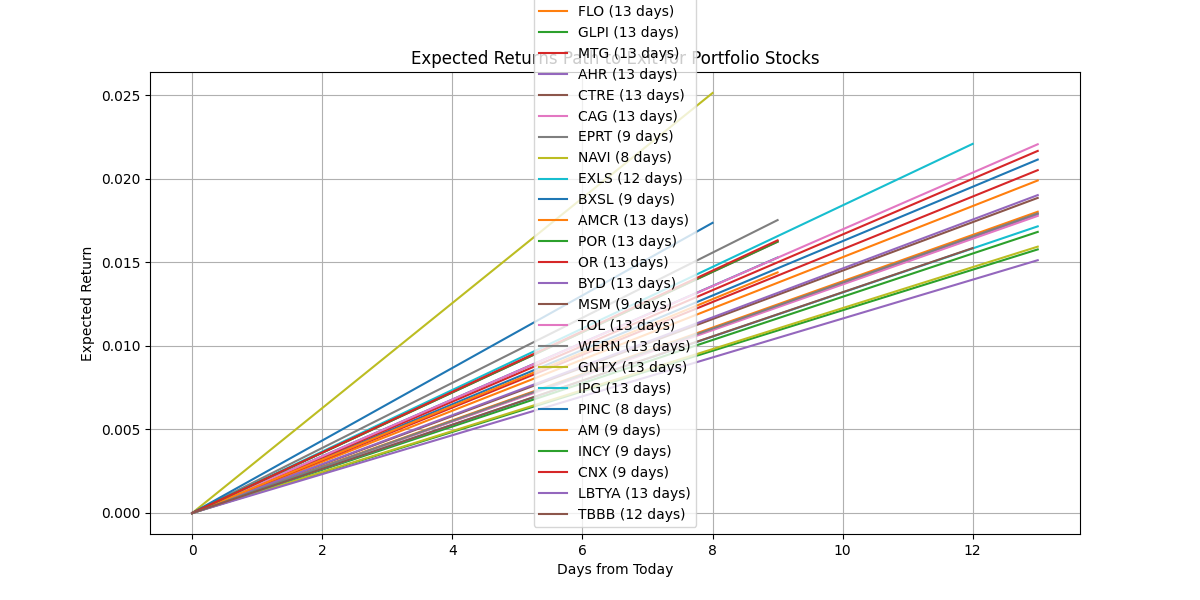 FLO (13 days)
GLPI (13 days)
MTG (13 days)
Expected Returns Path to Exit for Portfolio Stocks
AHR (13 days)
CTRE (13 days)
CAG (13 days)
EPRT (9 days)
NAVI (8 days)
EXLS (12 days)
BXSL (9 days)
AMCR (13 days)
POR (13 days)
OR (13 days)
BYD (13 days)
MSM (9 days)
TOL (13 days)
WERN (13 days)
GNTX (13 days)
IPG (13 days)
PINC (8 days)
AM (9 days)
INCY (9 days)
CNX (9 days)
LBTYA (13 days)
TBBB (12 days)
0.025
0.020
0.015
0.010
0.005
0.000
Expected Return
0 2 4 6 8 10 12
Days from Today